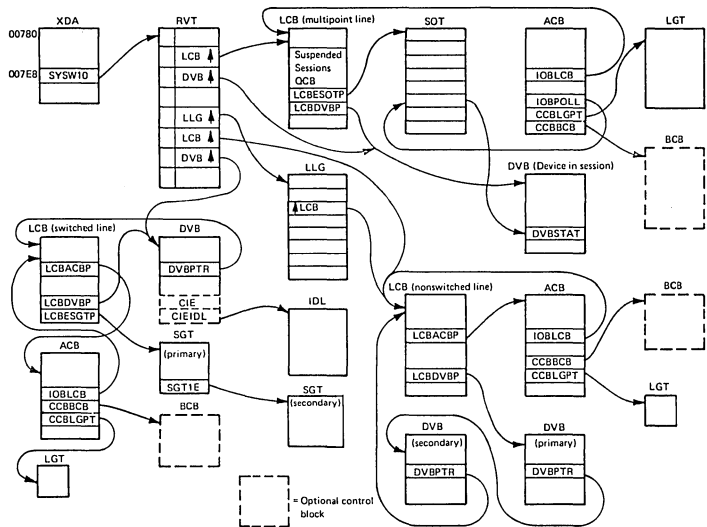 XDA
00780
007E8
SYSW10
RVT
LCB
DVB
LLG
LCB
DVB
LCB (multipoint line)
Suspended
Sessions
QCB
LCBESOTP
LCBDVBP
SOT
ACB
IOBLCB
IOBPOLL
CCBLGPT
CCBBCB
LGT
BCB
DVB (Device in session)
DVBSTAT
LLG
LCB
LCB (switched line)
LCBACBP
LCBDVBP
LCBESGTP
DVB
DVBPTR
CIE
CIEIDL
IDL
SGT
(primary)
SGT1E
SGT
(secondary)
ACB
IOBLCB
CCBBCB
CCBLGPT
BCB
LGT
LCB (nonswitched line)
LCBACBP
LCBDVBP
ACB
IOBLCB
CCBBCB
CCBLGPT
BCB
LGT
DVB
(secondary)
DVBPTR
DVB
(primary)
DVBPTR
= Optional control
block